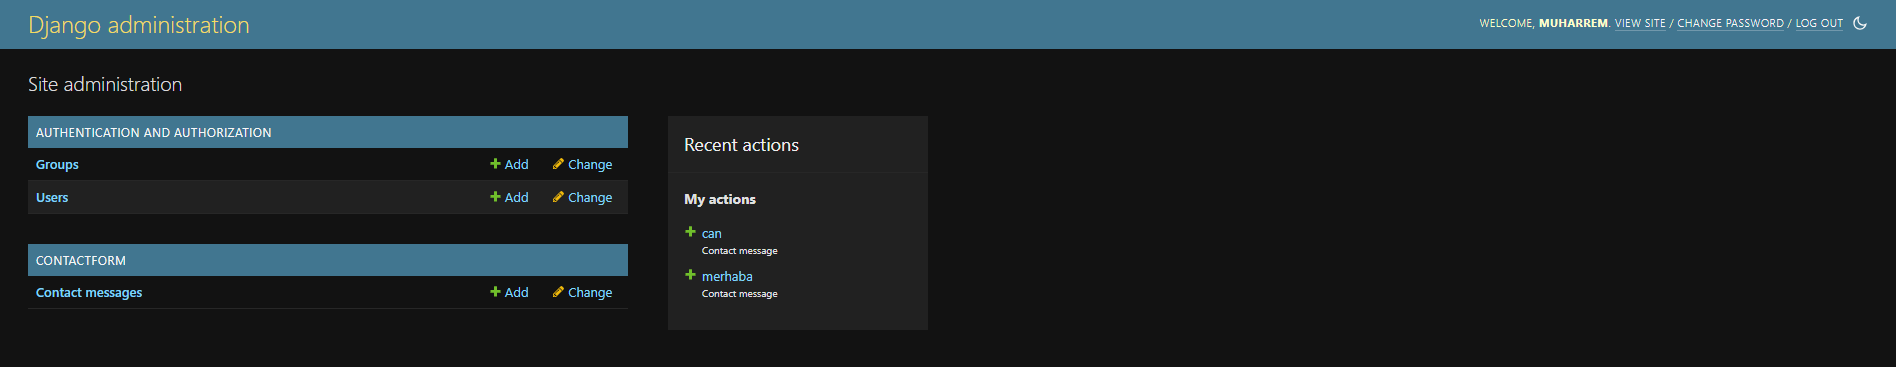 Django administration
WELCOME, MUHARREM. VIEW SITE / CHANGE PASSWORD / LOG OUT
Site administration
AUTHENTICATION AND AUTHORIZATION
Groups Add Change
Users Add Change
CONTACTFORM
Contact messages Add Change
Recent actions
My actions
can
Contact message
merhaba
Contact message